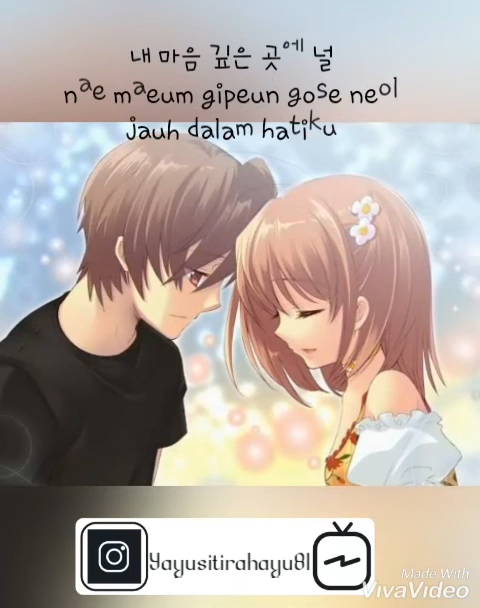 내 마음 깊은 곳에 널
nae maeum gipeun gose neol
jauh dalam hatiku
Yayusitirahayu81
Made With
VivaVideo